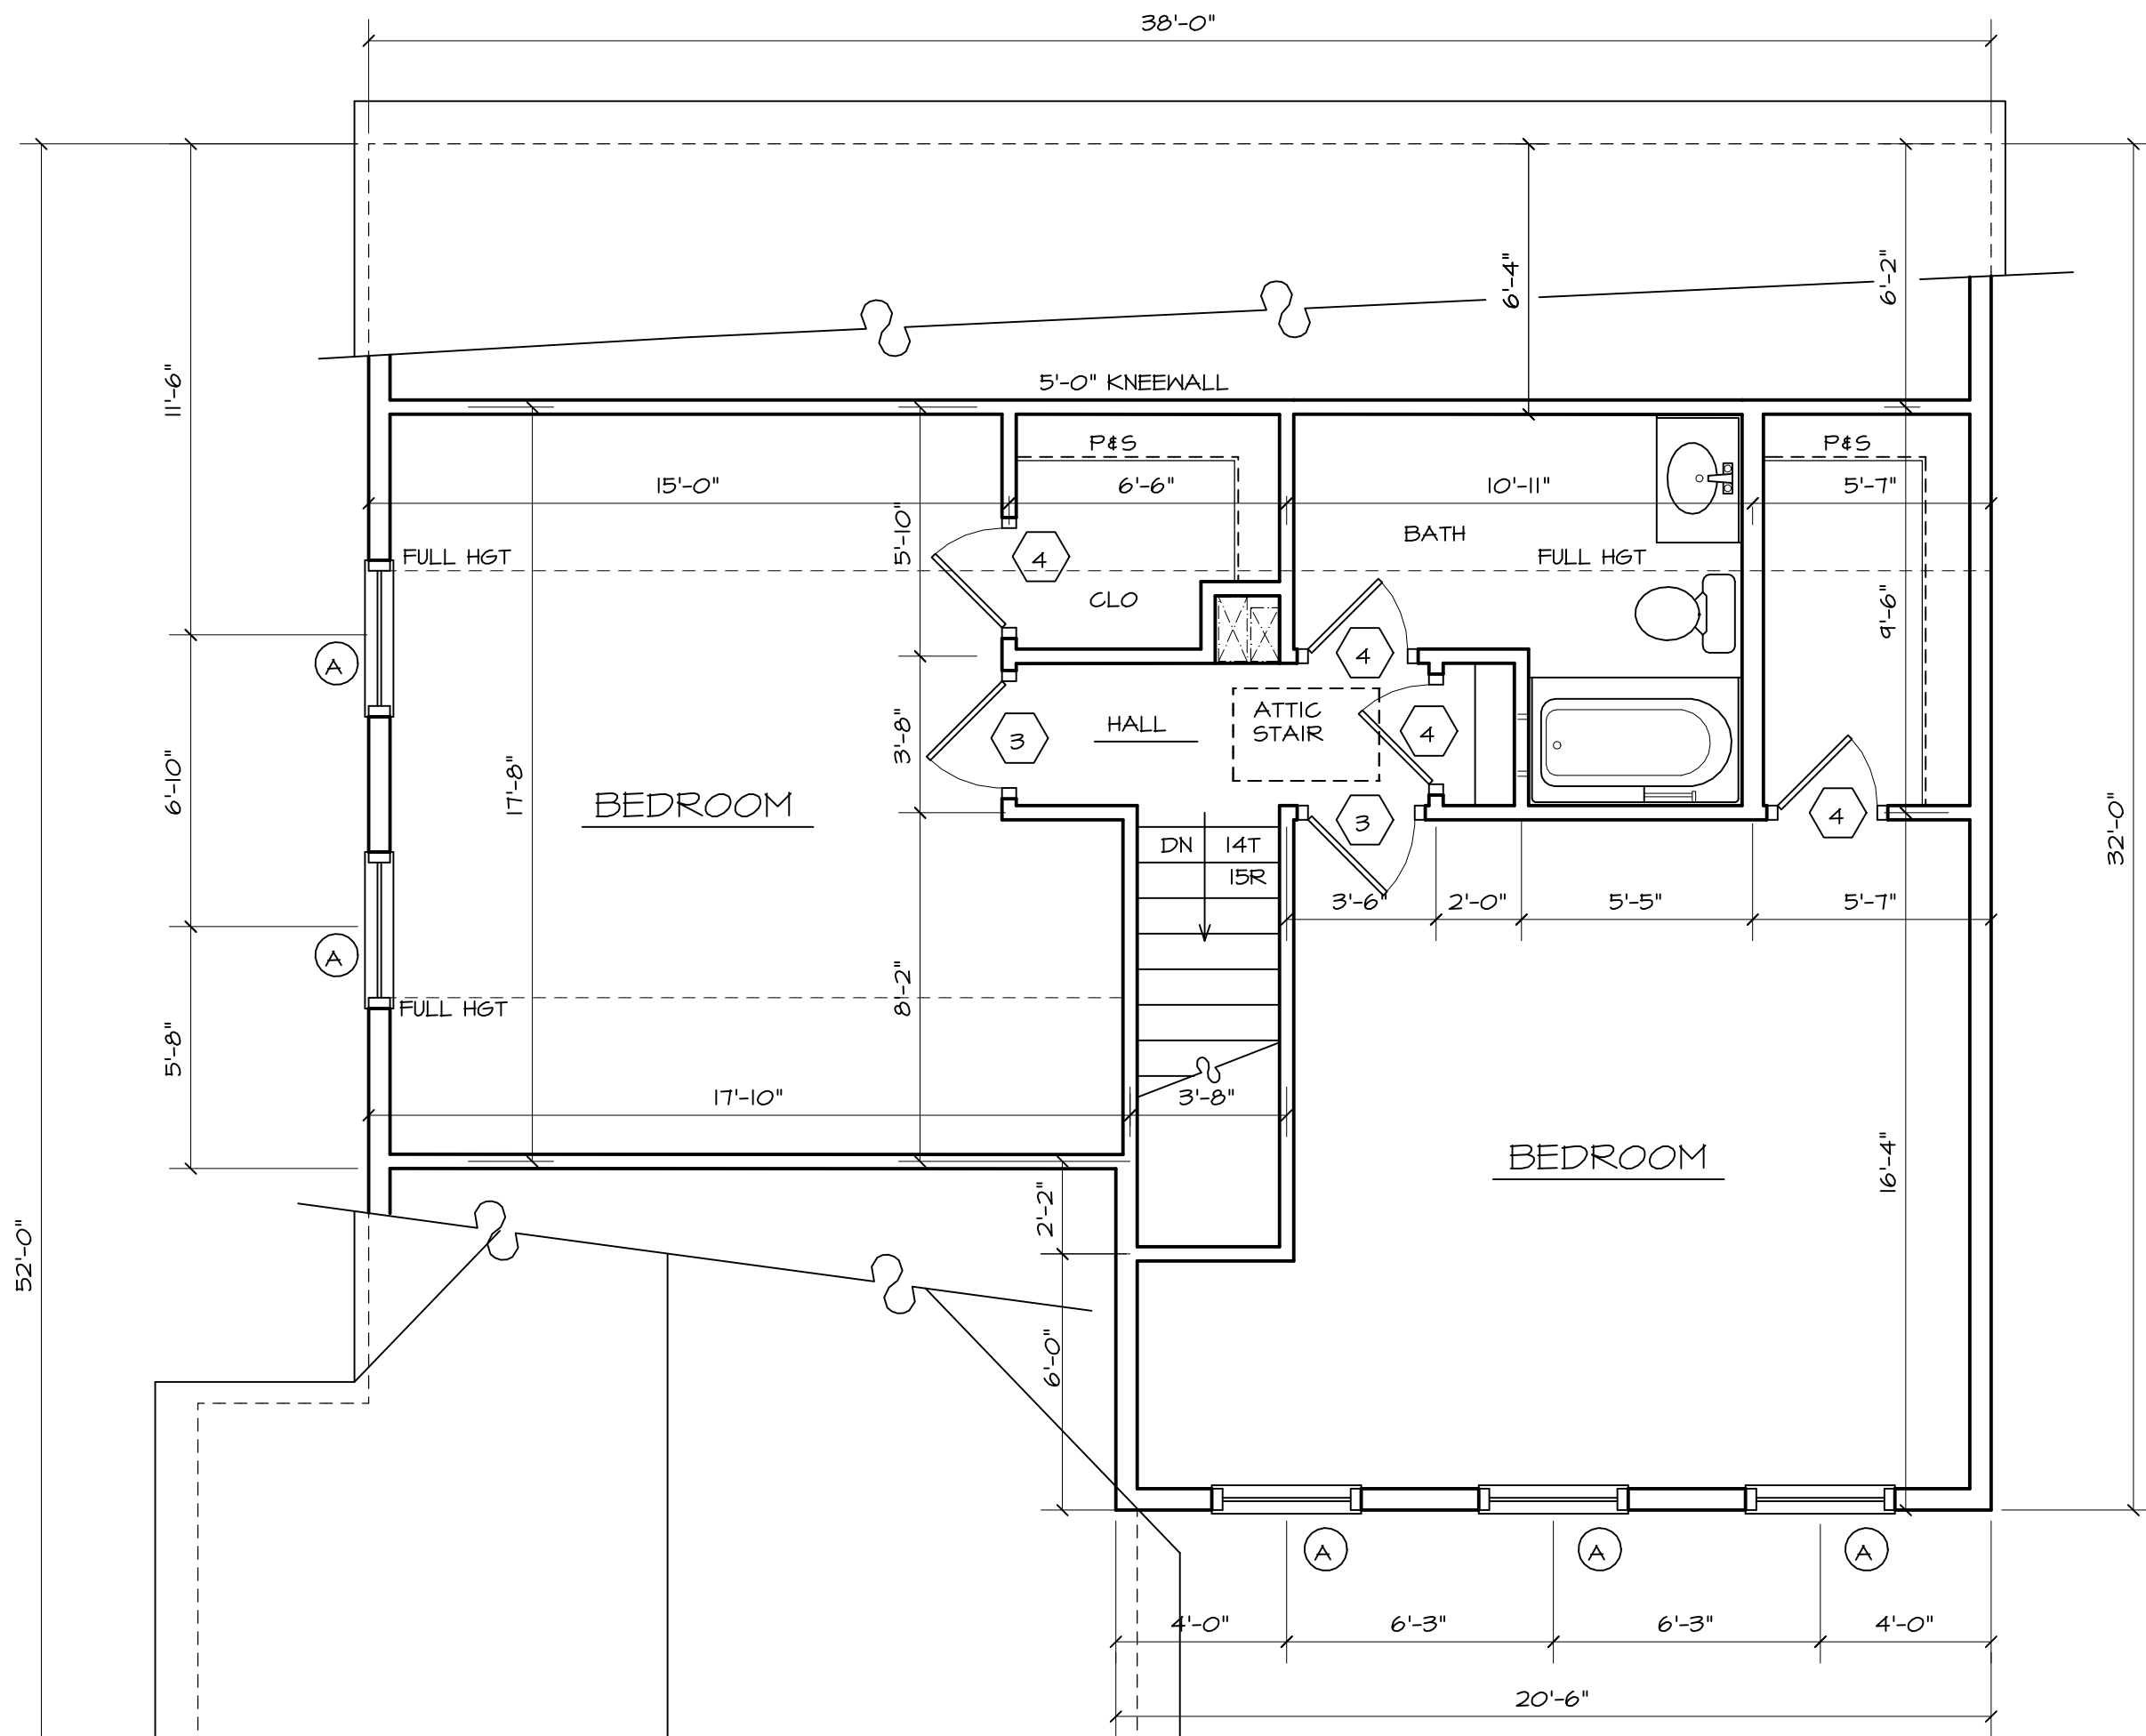 38'-0"
6'-4"
6'-2"
11'-6"
5'-0" KNEEWALL
P&S
P&S
15'-0"
6'-6"
10'-11"
5'-7"
5'-10"
BATH
FULL HGT
4
FULL HGT
CLO
9'-6"
4
A
ATTIC
STAIR
HALL
3
3'-8"
4
6'-10"
17'-8"
BEDROOM
3
4
32'-0"
DN 14T
15R
3'-6"
2'-0"
5'-5"
5'-7"
A
8'-2"
FULL HGT
5'-8"
17'-10"
3'-8"
BEDROOM
16'-4"
2'-2"
52'-0"
6'-0"
A
A
A
4'-0"
6'-3"
6'-3"
4'-0"
20'-6"